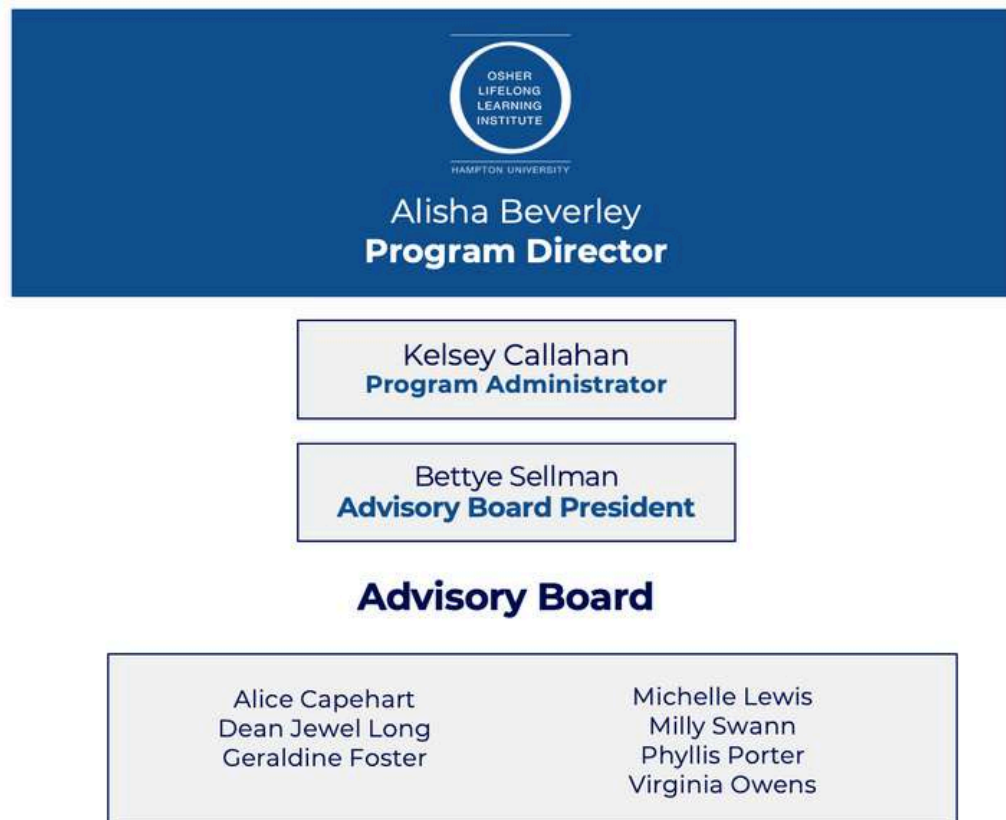 OSHER
LIFELONG
LEARNING
INSTITUTE
HAMPTON UNIVERSITY
Alisha Beverley
Program Director
Kelsey Callahan
Program Administrator
Bettye Sellman
Advisory Board President
Advisory Board
Alice Capehart
Dean Jewel Long
Geraldine Foster
Michelle Lewis
Milly Swann
Phyllis Porter
Virginia Owens